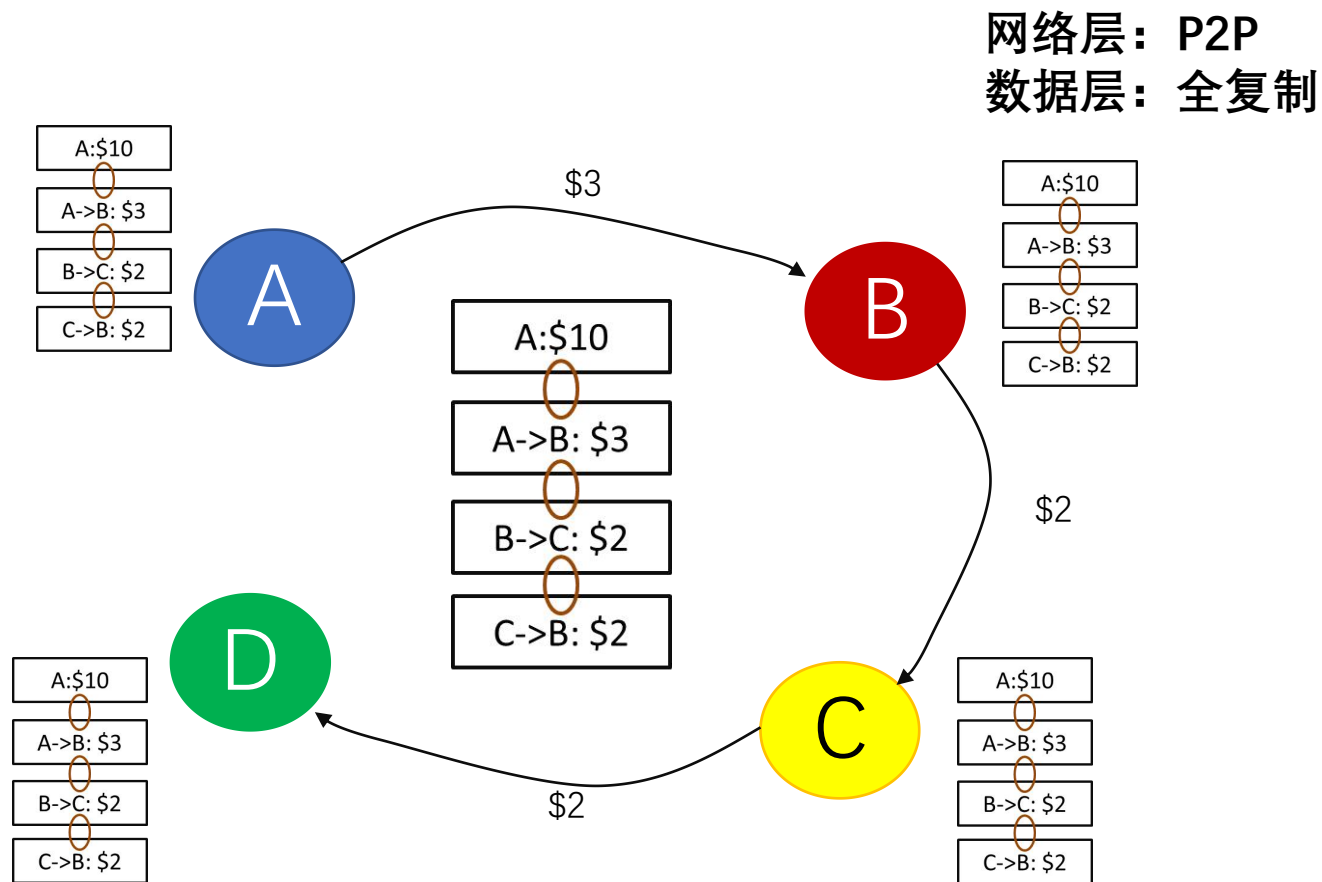 网络层：P2P
数据层：全复制
A:$10
A->B: $3
B->C: $2
C->B: $2
A
$3
B
A:$10
A->B: $3
B->C: $2
C->B: $2
A:$10
A->B: $3
B->C: $2
C->B: $2
$2
D
A:$10
A->B: $3
B->C: $2
C->B: $2
$2
C
A:$10
A->B: $3
B->C: $2
C->B: $2